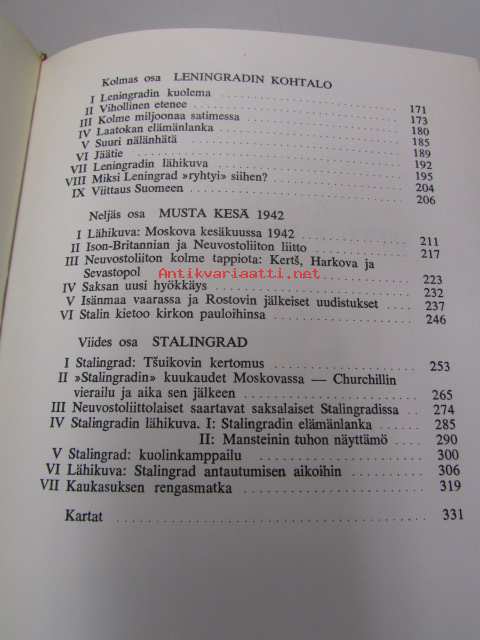 Kolmas osa LENINGRADIN KOHTALO
I Leningradin kuolema 171
II Vihollinen etenee 173
III Kolme miljoonaa satimessa 180
IV Laatokan elämänlanka 185
V Suuri nälänhätä 189
VI Jäätie 192
VII Leningradin lähikuva 195
VIII Miksi Leningrad »ryhtyi» siihen? 204
IX Viittaus Suomeen 206
Neljäs osa MUSTA KESÄ 1942
I Lähikuva: Moskova kesäkuussa 1942 211
II Ison-Britannian ja Neuvostoliiton liitto 217
III Neuvostoliiton kolme tappiota: Kertš, Harkova ja
Sevastopol 223
Antikvariaatti.net
IV Saksan uusi hyökkäys 232
V Isänmaa vaarassa ja Rostovin jälkeiset uudistukset 237
VI Stalin kietoo kirkon pauloihinsa 246
Viides osa STALINGRAD
I Stalingrad: Tšuikovin kertomus 253
II »Stalingradin» kuukaudet Moskovassa — Churchillin
vierailu ja aika sen jälkeen 265
III Neuvostoliittolaiset saartavat saksalaiset Stalingradissa 274
IV Stalingradin lähikuva. I: Stalingradin elämänlanka 285
II: Mansteinin tuhon näyttämö 290
V Stalingradu: kuolinkamppailu 300
VI Lähikuva: Stalingrad antautumisen aikoihin 306
VII Kaukasuksen rengasmatka 319
Kartat 331